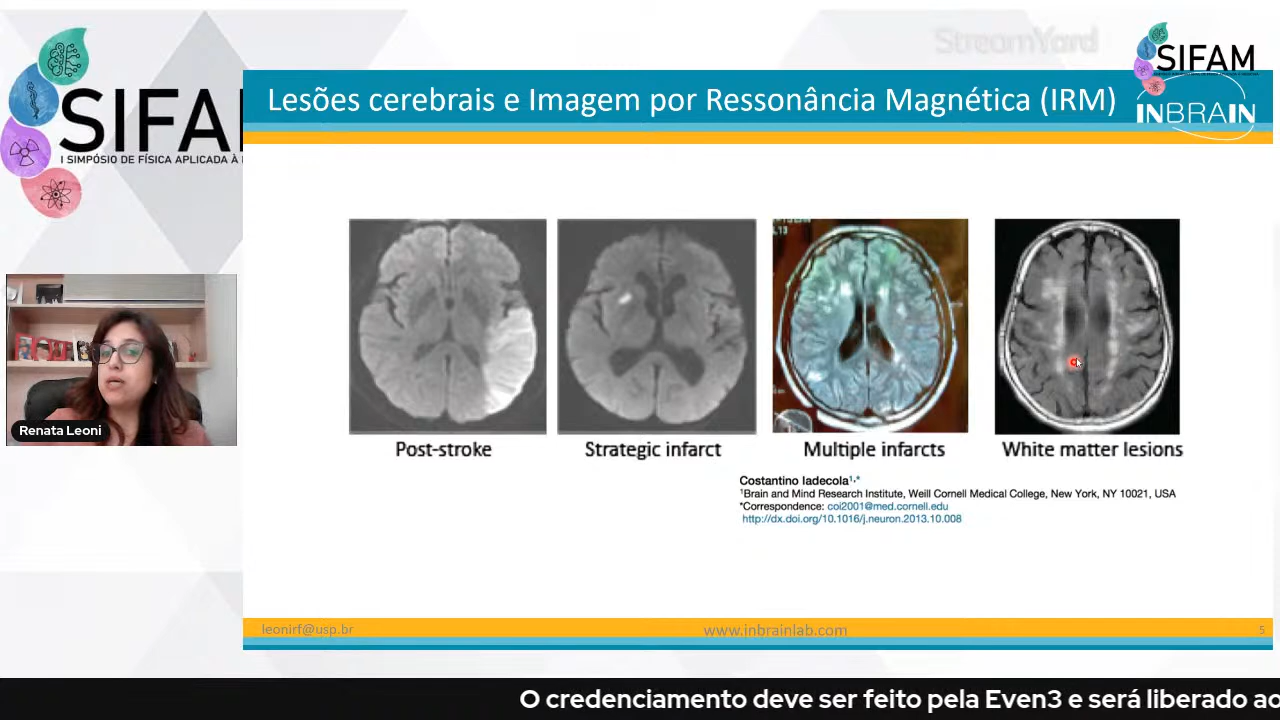 StreamYard
SIFAM
INBRAIN
Lesões cerebrais e Imagem por Ressonância Magnética (IRM)
SIFA
I SIMPÓSIO DE FÍSICA APLICADA À
L13
Post-stroke
Strategic infarct
Multiple infarcts
White matter lesions
Renata Leoni
Costantino Iadecola1,*
1Brain and Mind Research Institute, Weill Cornell Medical College, New York, NY 10021, USA
*Correspondence: coi2001@med.cornell.edu
http://dx.doi.org/10.1016/j.neuron.2013.10.008
leonirf@usp.br
www.inbrainlab.com
5
O credenciamento deve ser feito pela Even3 e será liberado ao